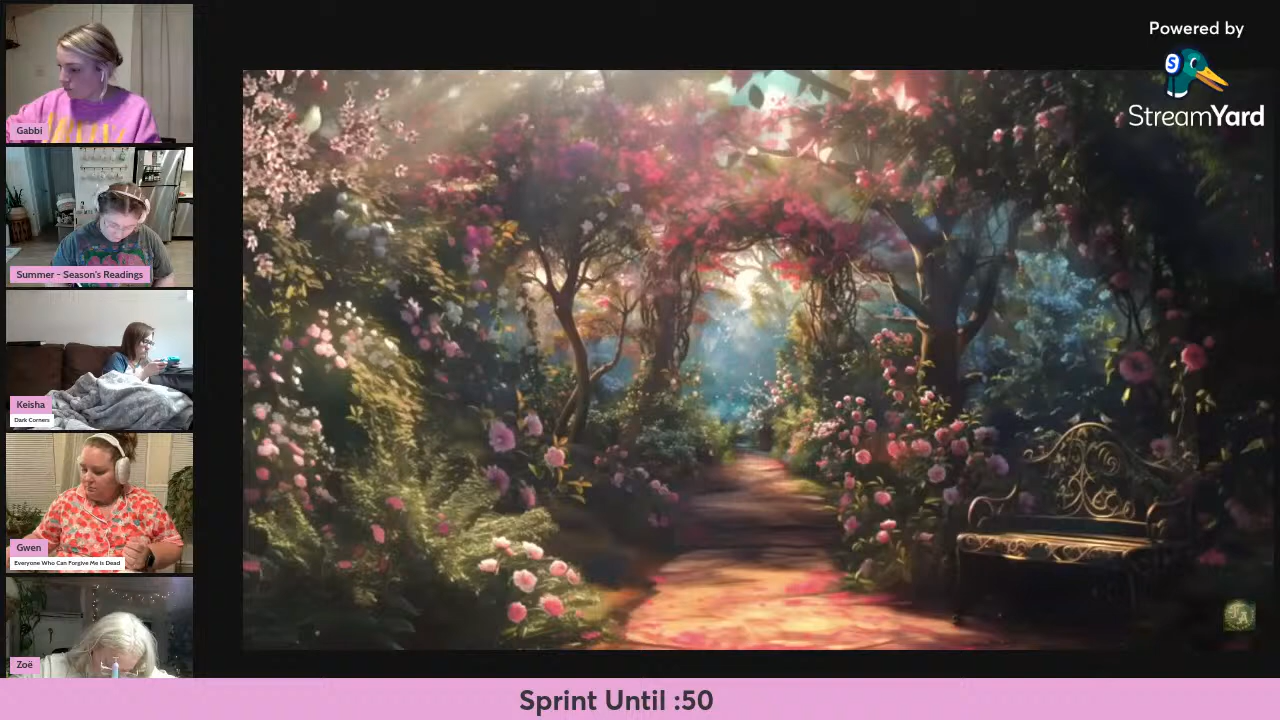 Powered by
S
StreamYard
Gabbi
Summer - Season's Readings
Keisha
Dark Corners
Gwen
Everyone Who Can Forgive Me Is Dead
Zoë
Sprint Until :50